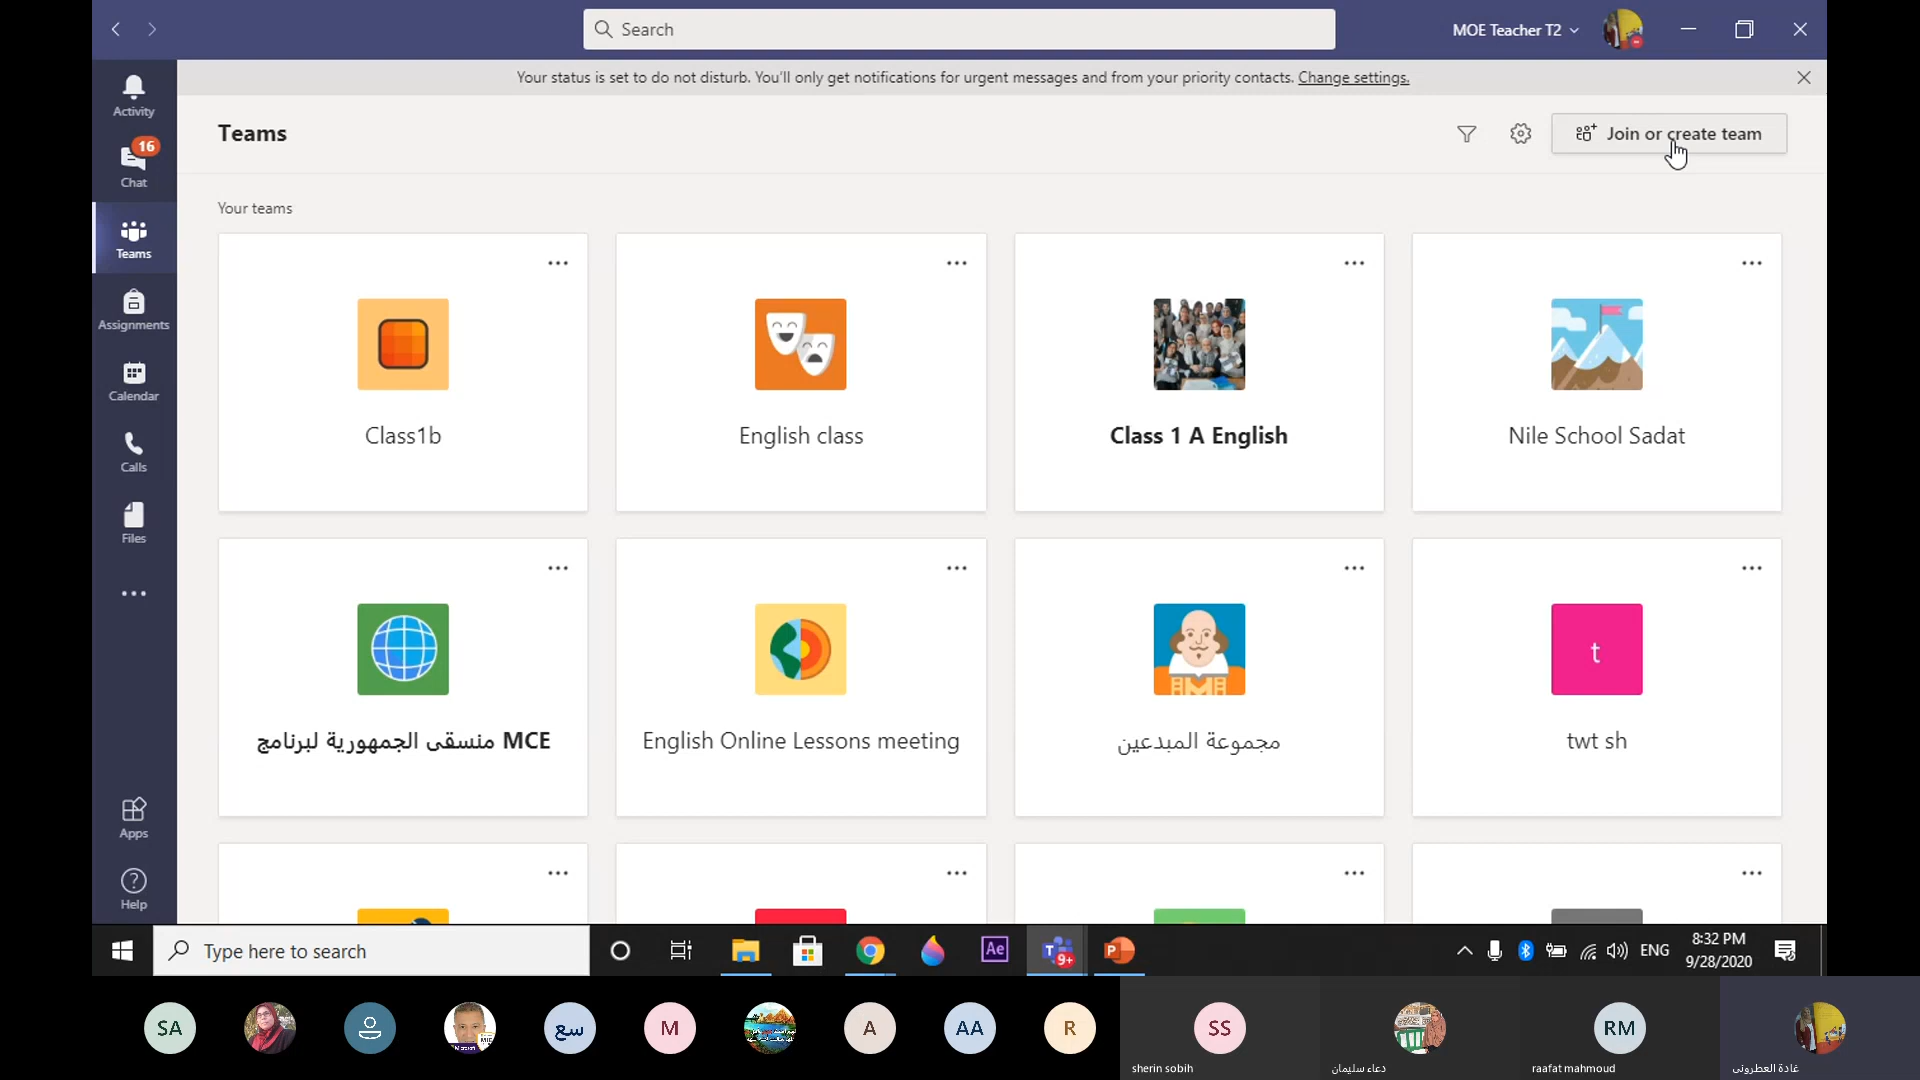 Search
MOE Teacher T2
Your status is set to do not disturb. You'll only get notifications for urgent messages and from your priority contacts. Change settings.
Activity
16
Chat
Teams
Assignments
Calendar
Calls
Files
Apps
Help
Teams
Join or create team
Your teams
Class1b
English class
Class 1 A English
Nile School Sadat
منسقى الجمهورية لبرنامج MCE
English Online Lessons meeting
مجموعة المبدعين
t
twt sh
Type here to search
Ae
T
9+
P
ENG
8:32 PM
9/28/2020
SA
سع
M
A
AA
R
SS
RM
sherin sobih
دعاء سليمان
raafat mahmoud
غادة العطرونى